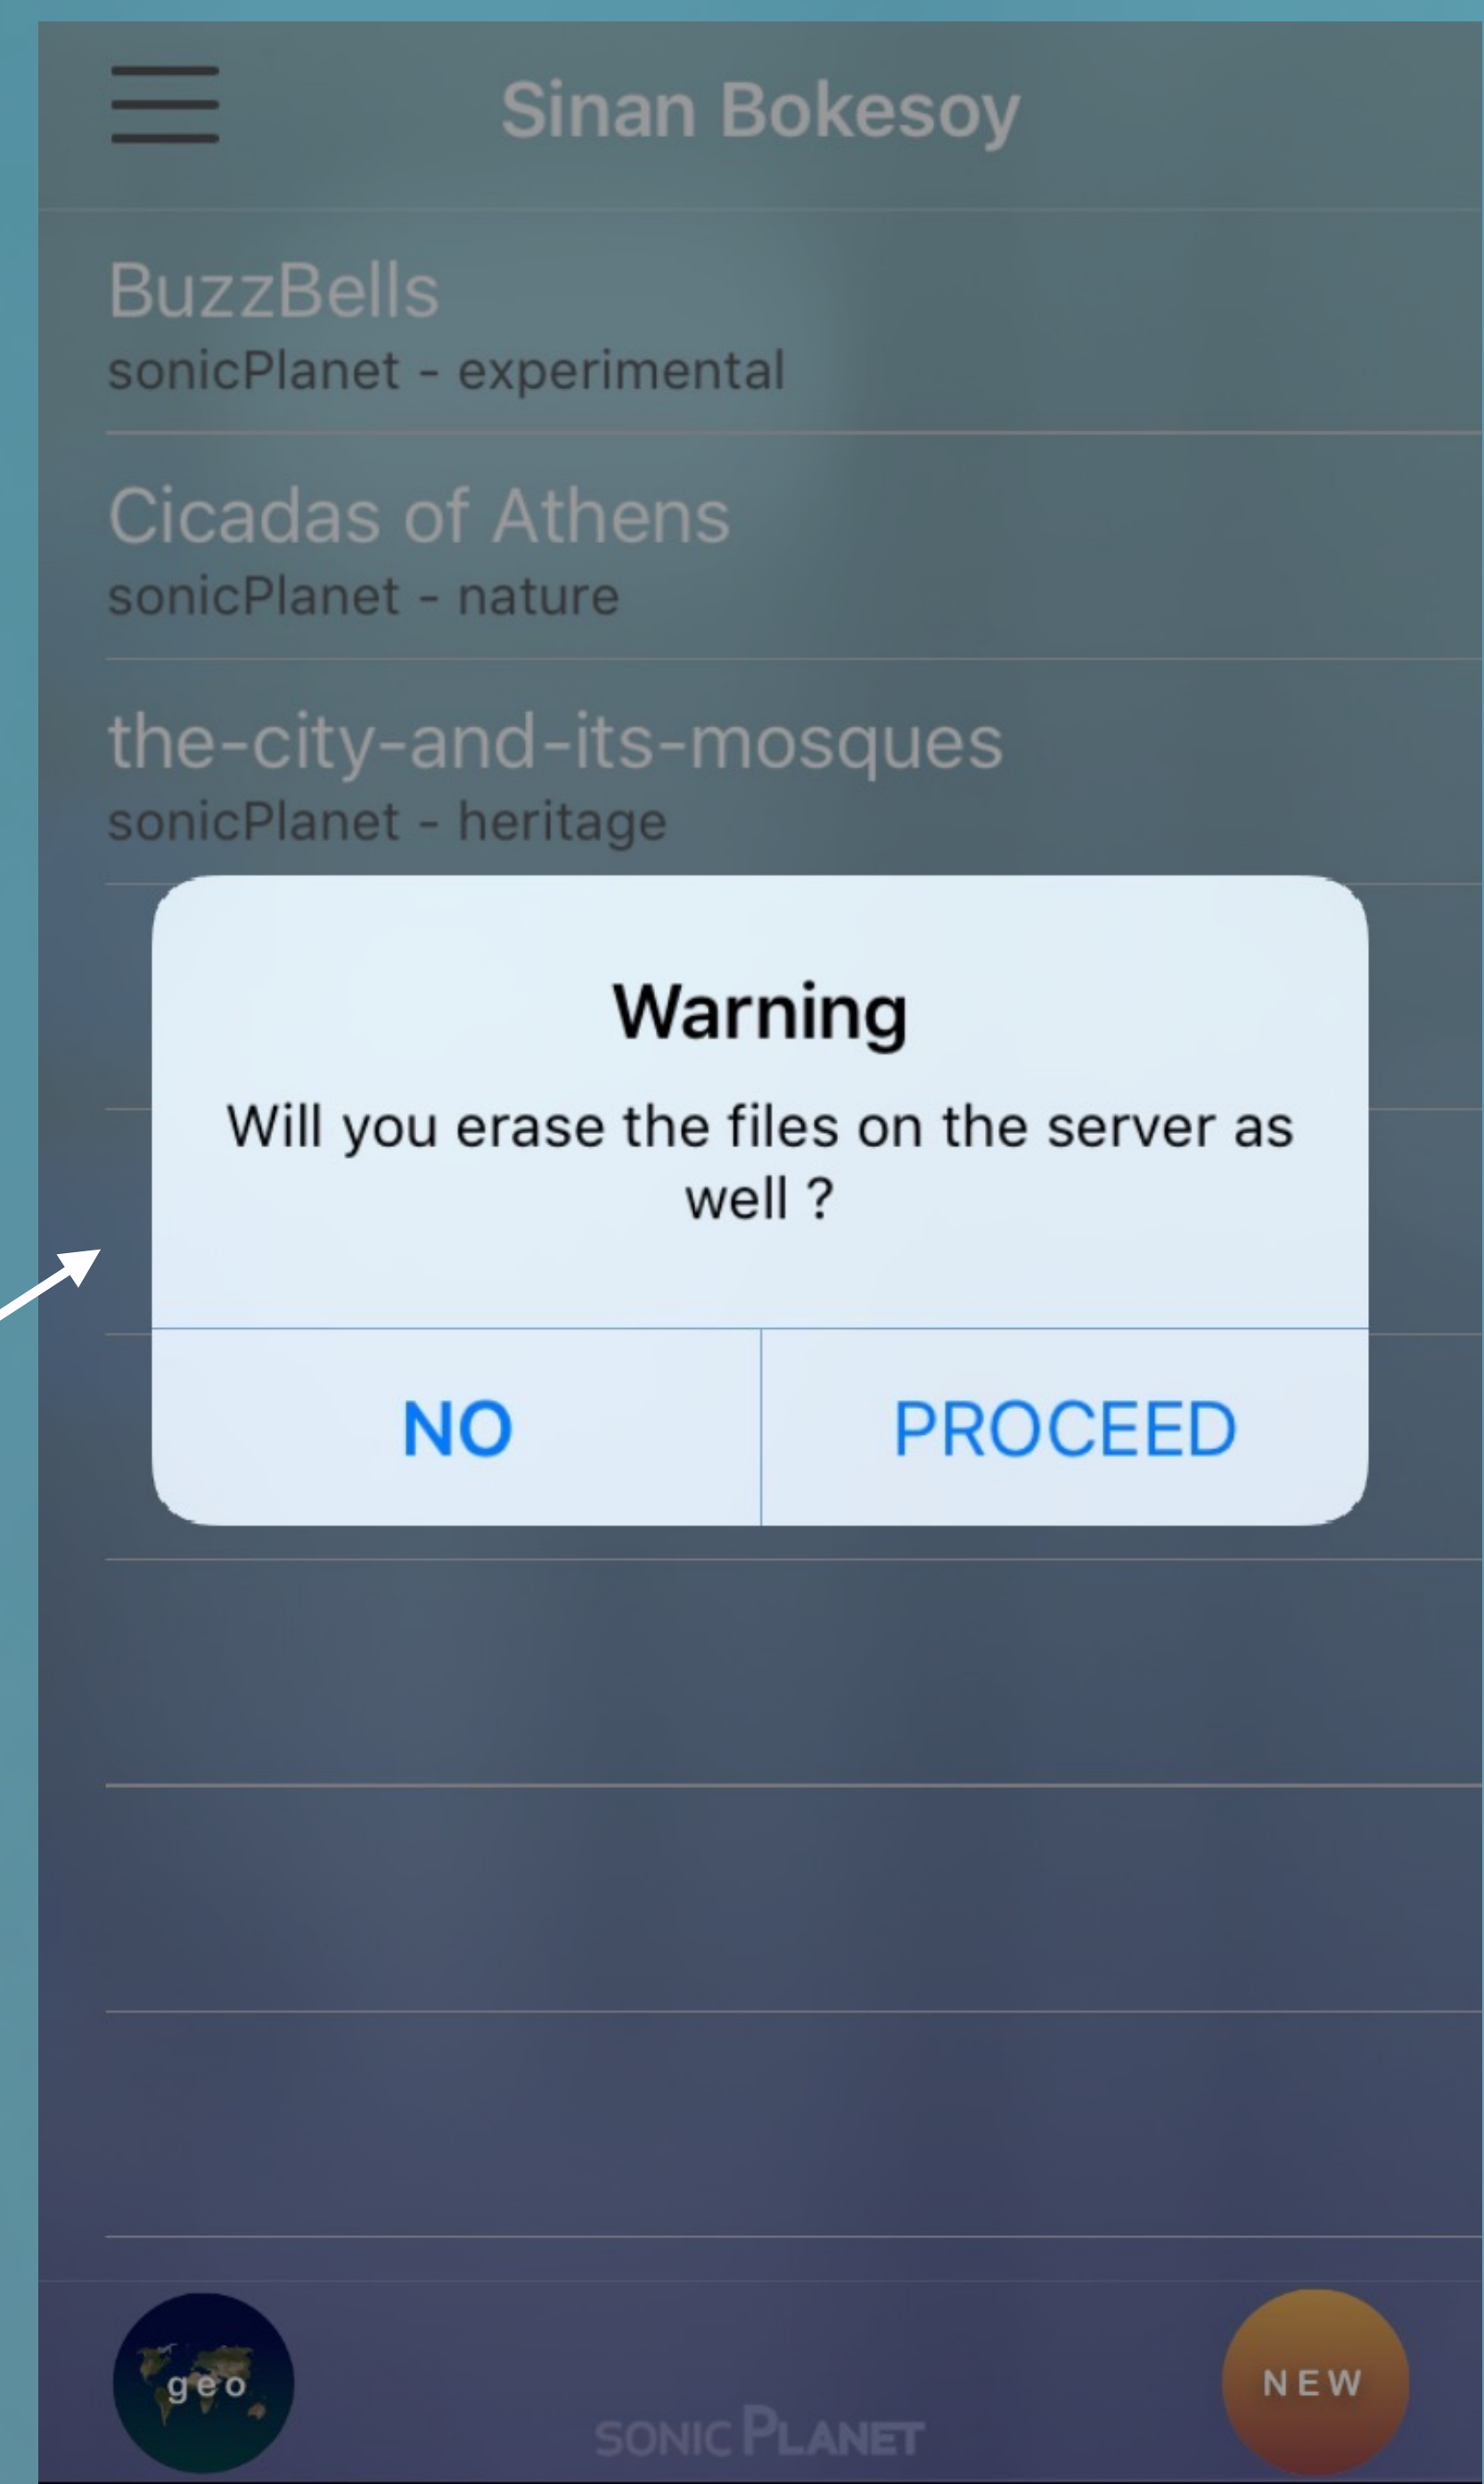 Sinan Bokesoy
BuzzBells
sonicPlanet - experimental
Cicadas of Athens
sonicPlanet - nature
the-city-and-its-mosques
sonicPlanet - heritage
Warning
Will you erase the files on the server as
well ?
NO
PROCEED
geo
NEW
SONIC PLANET